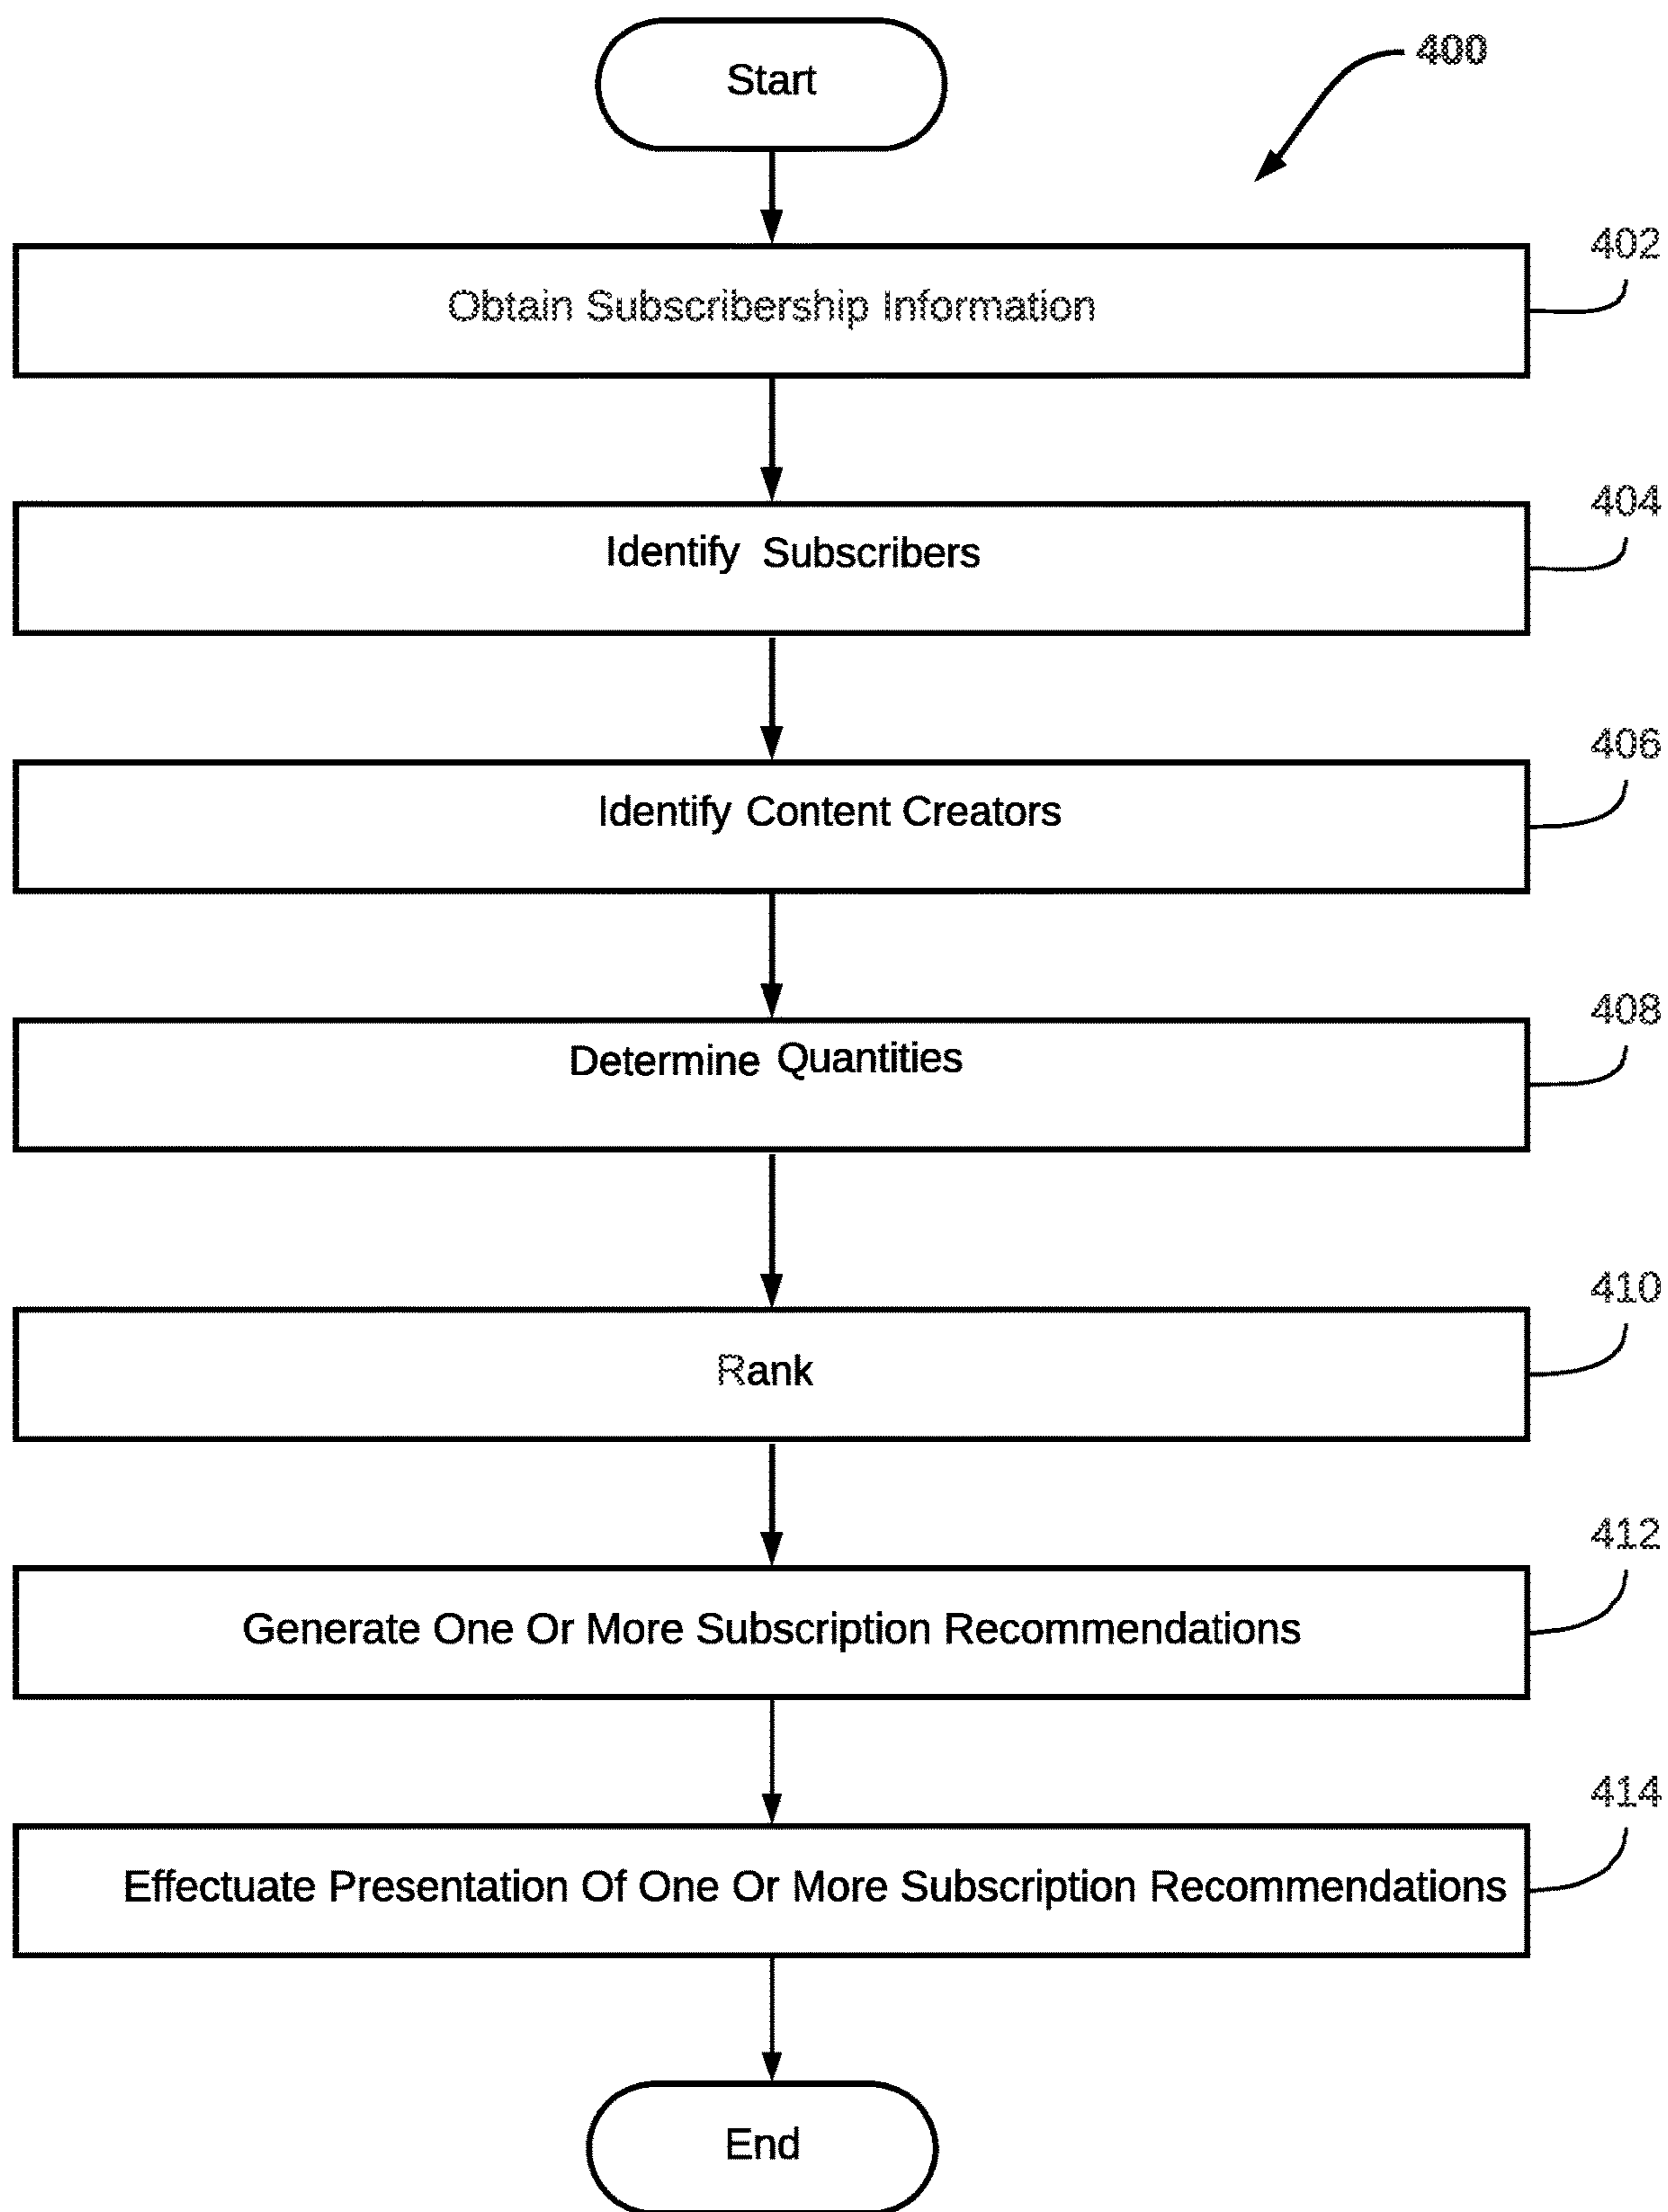 Start
400
402
Obtain Subscribership Information
404
Identify Subscribers
406
Identify Content Creators
408
Determine Quantities
410
Rank
412
Generate One Or More Subscription Recommendations
414
Effectuate Presentation Of One Or More Subscription Recommendations
End